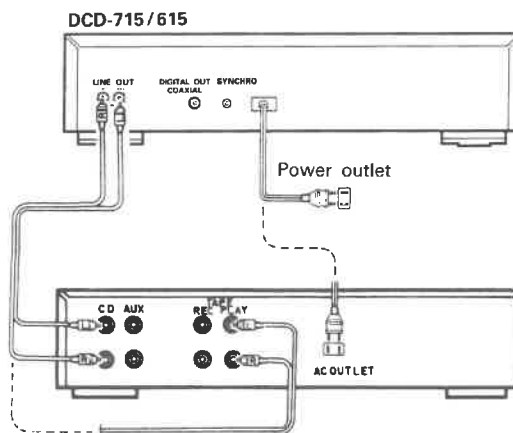 DCD-715/615
LINE OUT
DIGITAL OUT
COAXIAL
SYNCHRO
Power outlet
CD
AUX
TAPE
REC PLAY
AC OUTLET